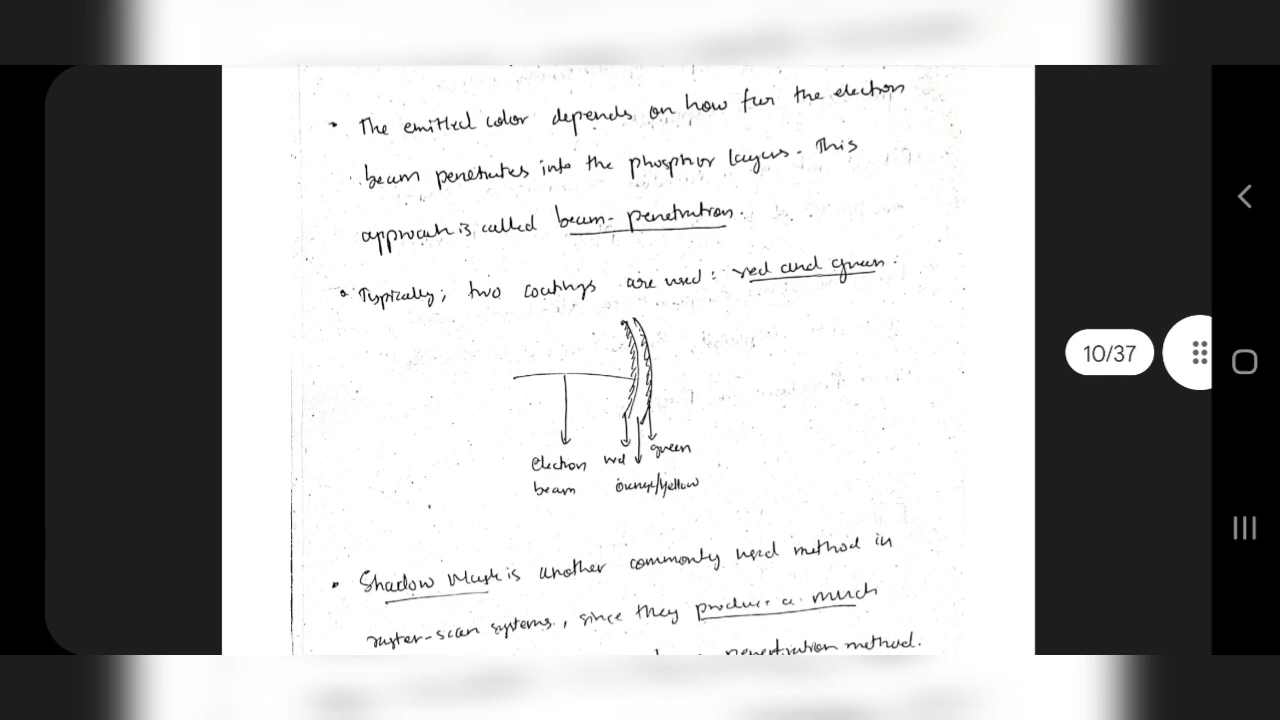 • The emitted color depends on how far the electron
beam penetrates into the phosphor layers. This
approach is called beam-penetration.
• Typically; two coatings are used: red and green.
10/37
electron red green
beam orange/yellow
• Shadow Mask is another commonly used method in
raster-scan systems, since they produce a much
penetration method.